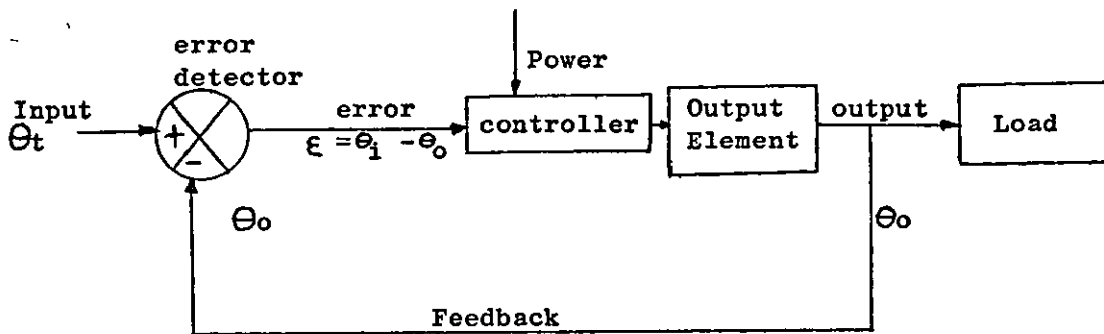 error
detector
Power
Input
θt
+
-
error
ε = θi - θo
controller
Output
Element
output
Load
θo
θo
Feedback